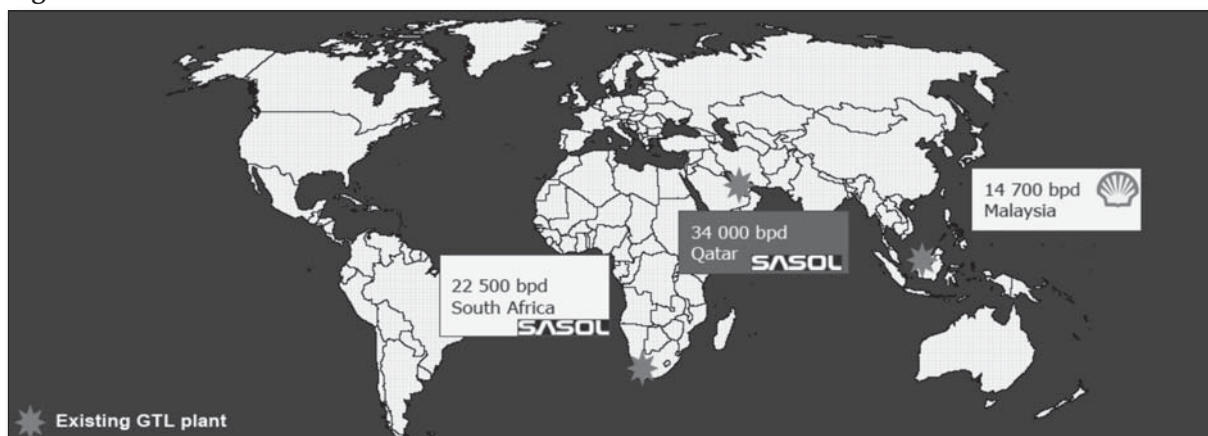 14 700 bpd
Malaysia
34 000 bpd
Qatar SASOL
22 500 bpd
South Africa
SASOL
Existing GTL plant